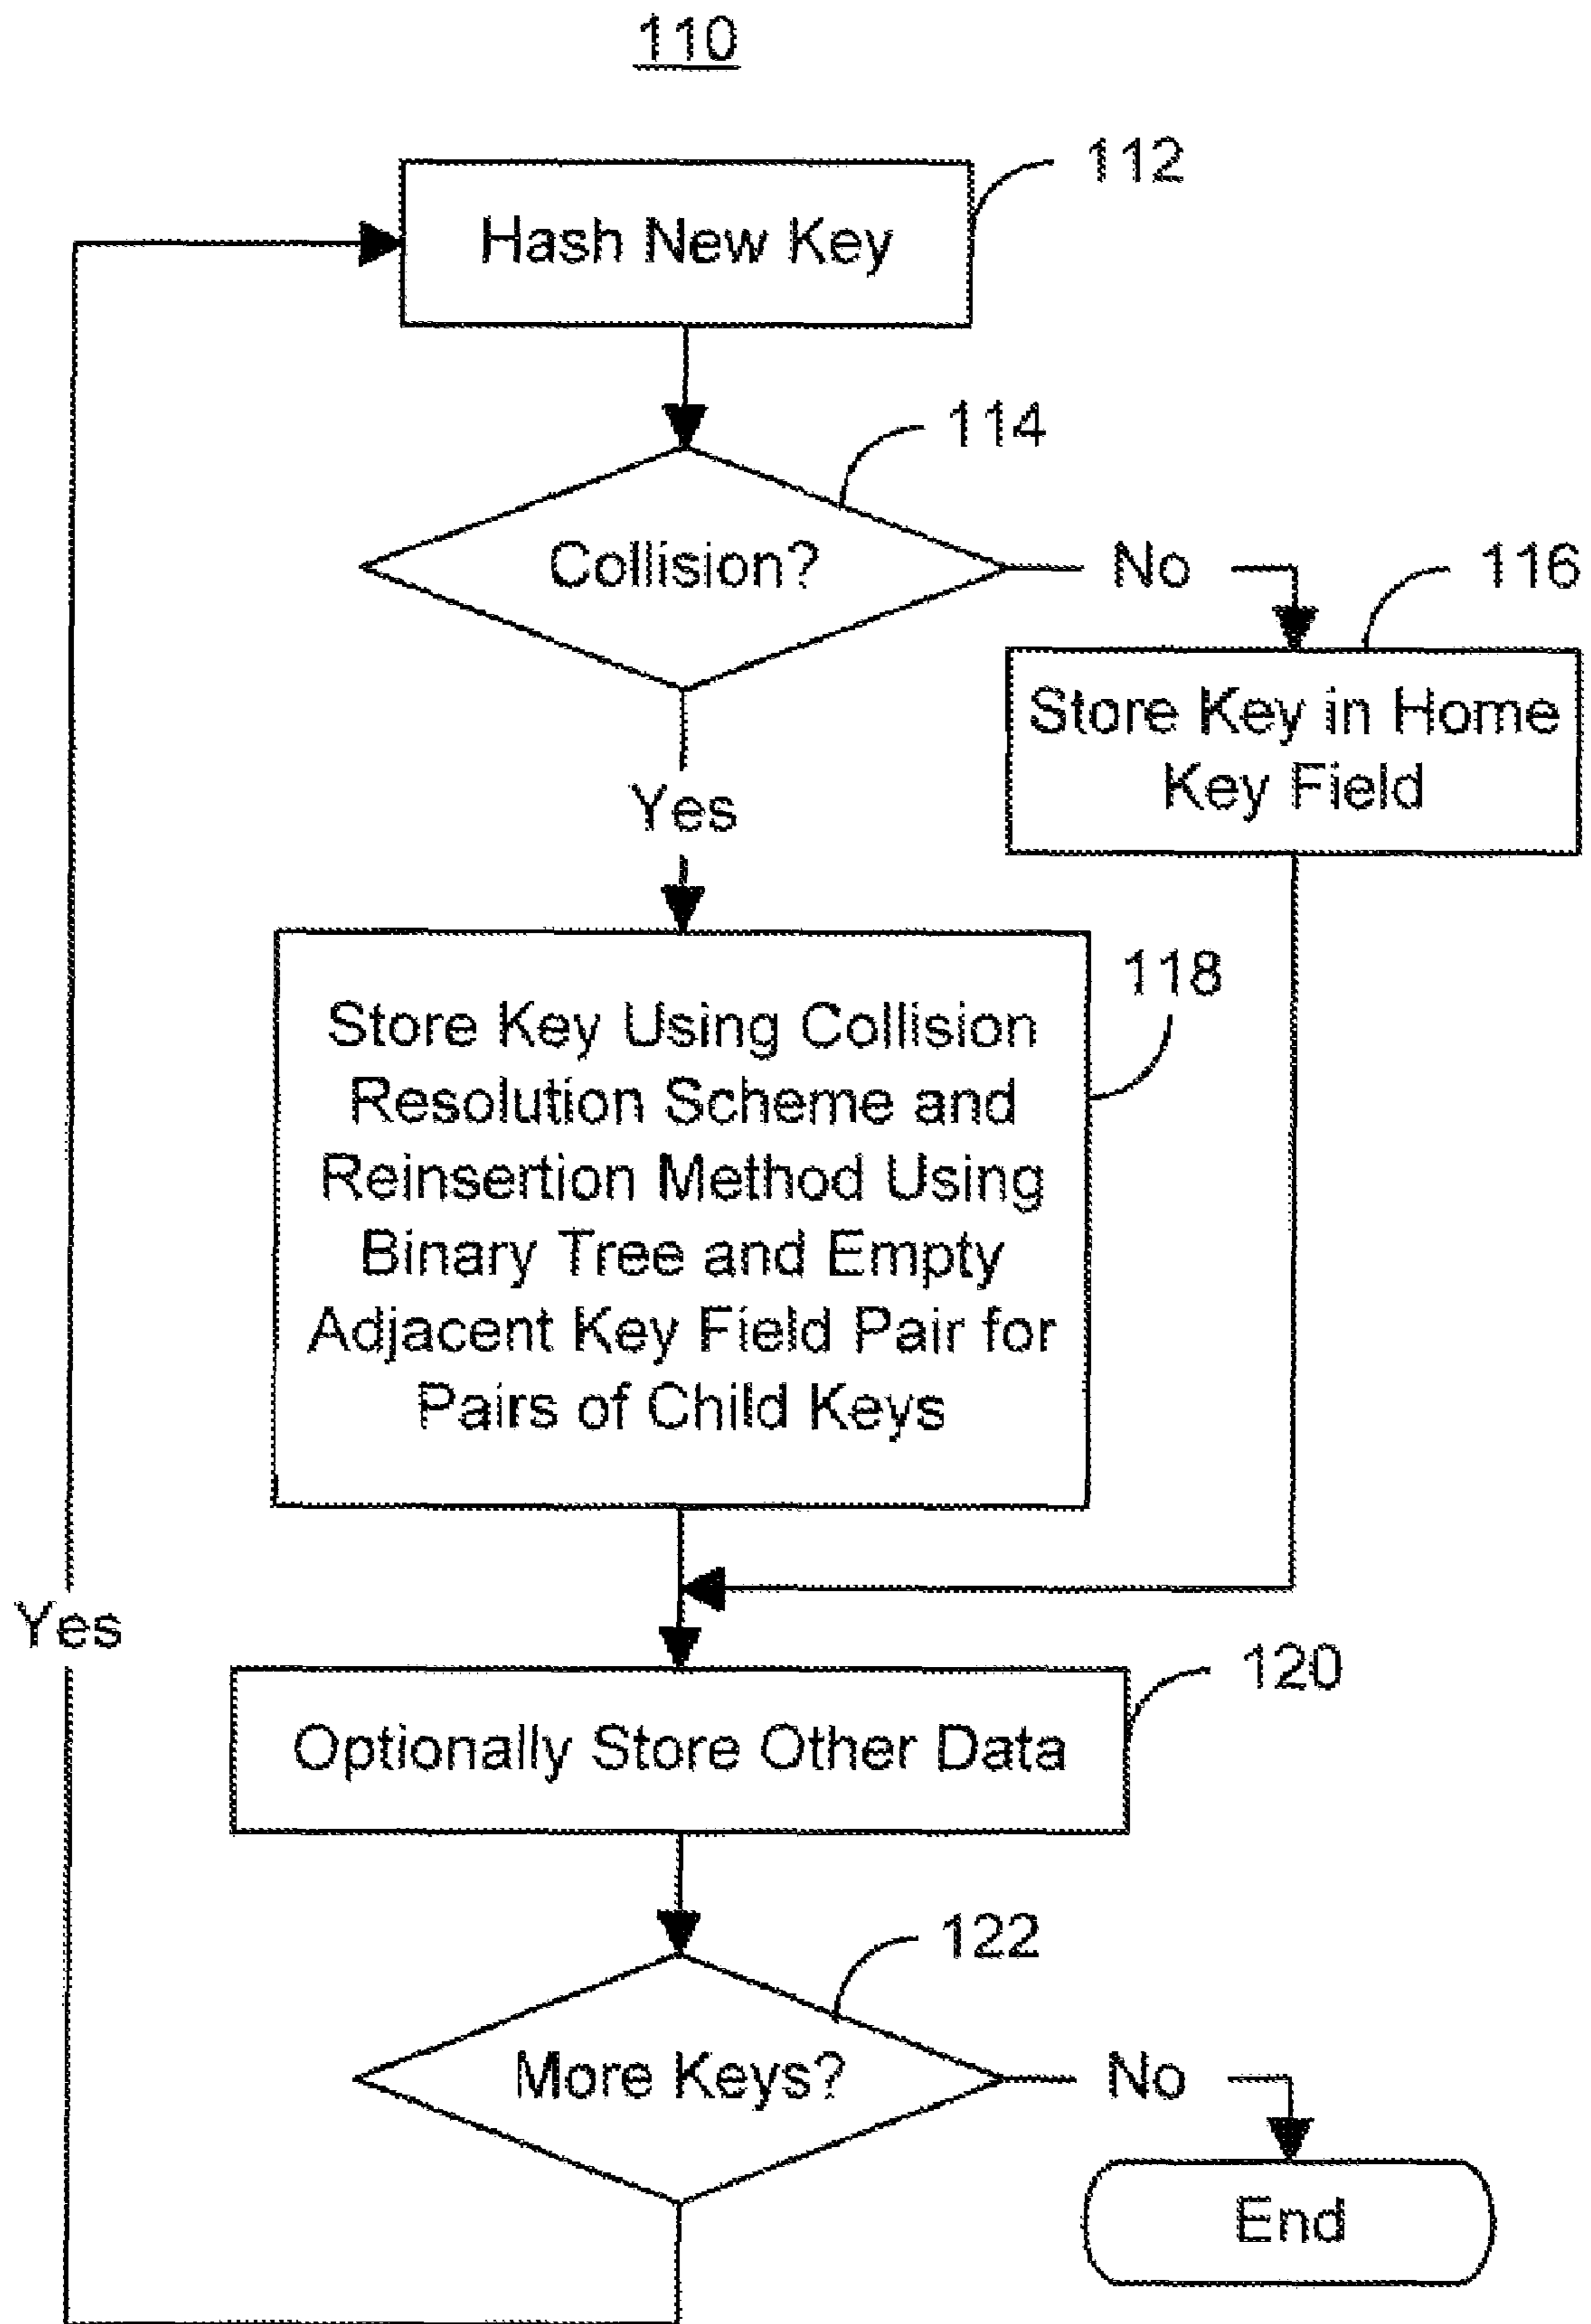 110
112
Hash New Key
114
Collision?
No
116
Store Key in Home
Key Field
Yes
118
Store Key Using Collision
Resolution Scheme and
Reinsertion Method Using
Binary Tree and Empty
Adjacent Key Field Pair for
Pairs of Child Keys
Yes
120
Optionally Store Other Data
122
More Keys?
No
End